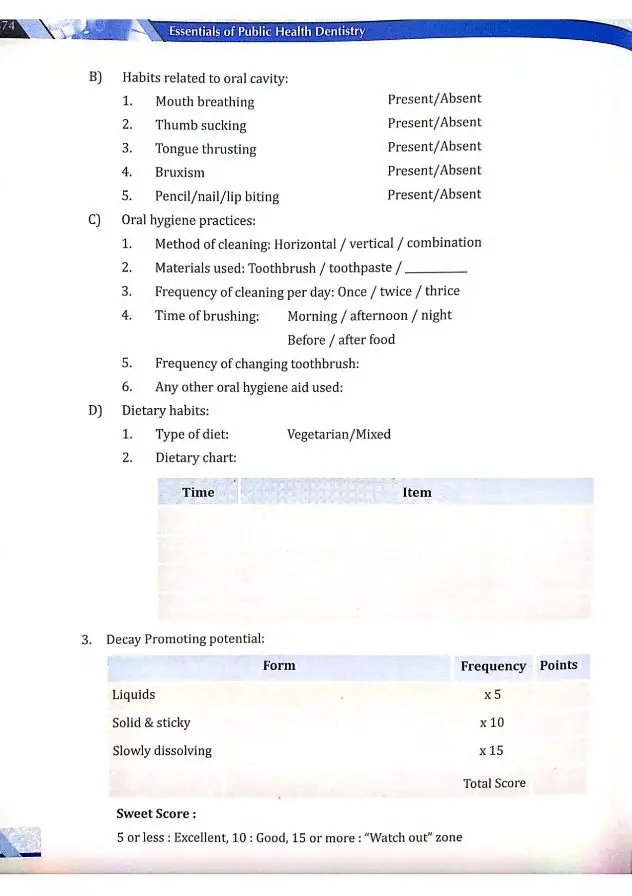 74
Essentials of Public Health Dentistry
B) Habits related to oral cavity:
1. Mouth breathing Present/Absent
2. Thumb sucking Present/Absent
3. Tongue thrusting Present/Absent
4. Bruxism Present/Absent
5. Pencil/nail/lip biting Present/Absent
C) Oral hygiene practices:
1. Method of cleaning: Horizontal / vertical / combination
2. Materials used: Toothbrush / toothpaste / __________
3. Frequency of cleaning per day: Once / twice / thrice
4. Time of brushing: Morning / afternoon / night
Before / after food
5. Frequency of changing toothbrush:
6. Any other oral hygiene aid used:
D) Dietary habits:
1. Type of diet: Vegetarian/Mixed
2. Dietary chart:
Time Item
3. Decay Promoting potential:
Form Frequency Points
Liquids x 5
Solid & sticky x 10
Slowly dissolving x 15
Total Score
Sweet Score :
5 or less : Excellent, 10 : Good, 15 or more : "Watch out" zone